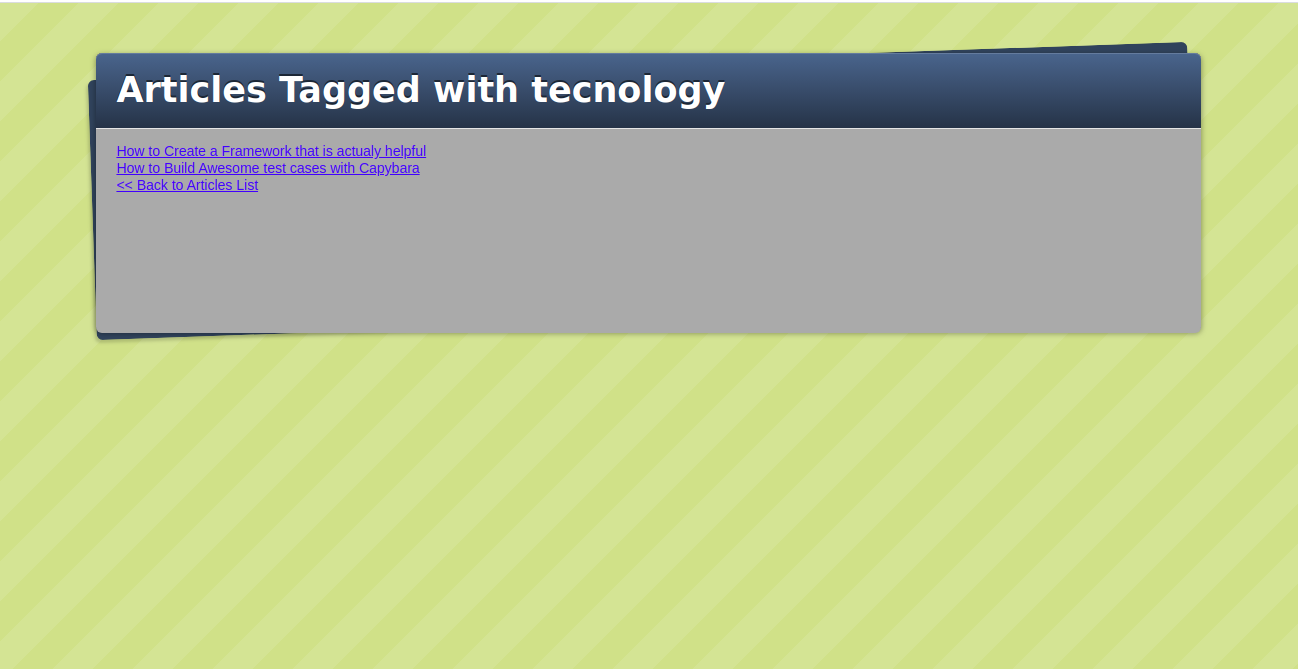 Articles Tagged with tecnology
How to Create a Framework that is actualy helpful
How to Build Awesome test cases with Capybara
<< Back to Articles List